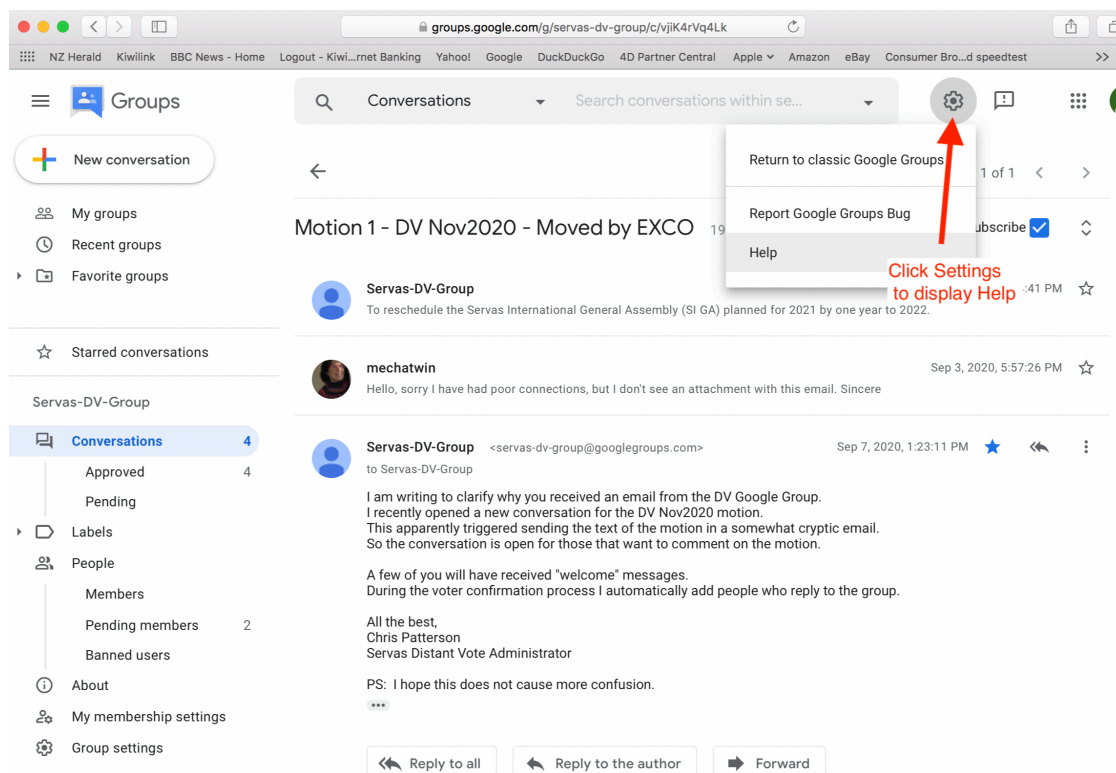 groups.google.com/g/servas-dv-group/c/vjiK4rVq4Lk
NZ Herald Kiwilink BBC News - Home Logout - Kiwi...rnet Banking Yahoo! Google DuckDuckGo 4D Partner Central Apple Amazon eBay Consumer Bro...d speedtest >>
Groups
Conversations
Search conversations within se...
New conversation
Return to classic Google Groups
1 of 1
My groups
Report Google Groups Bug
Motion 1 - DV Nov2020 - Moved by EXCO 19
ubscribe
Recent groups
Help
Favorite groups
Click Settings
to display Help
Servas-DV-Group
:41 PM
To reschedule the Servas International General Assembly (SI GA) planned for 2021 by one year to 2022.
Starred conversations
mechatwin
Sep 3, 2020, 5:57:26 PM
Hello, sorry I have had poor connections, but I don't see an attachment with this email. Sincere
Servas-DV-Group
Conversations 4
Approved 4
Pending
Labels
People
Members
Pending members 2
Banned users
About
My membership settings
Group settings
Servas-DV-Group <servas-dv-group@googlegroups.com>
Sep 7, 2020, 1:23:11 PM
to Servas-DV-Group
I am writing to clarify why you received an email from the DV Google Group.
I recently opened a new conversation for the DV Nov2020 motion.
This apparently triggered sending the text of the motion in a somewhat cryptic email.
So the conversation is open for those that want to comment on the motion.
A few of you will have received "welcome" messages.
During the voter confirmation process I automatically add people who reply to the group.
All the best,
Chris Patterson
Servas Distant Vote Administrator
PS: I hope this does not cause more confusion.
Reply to all
Reply to the author
Forward